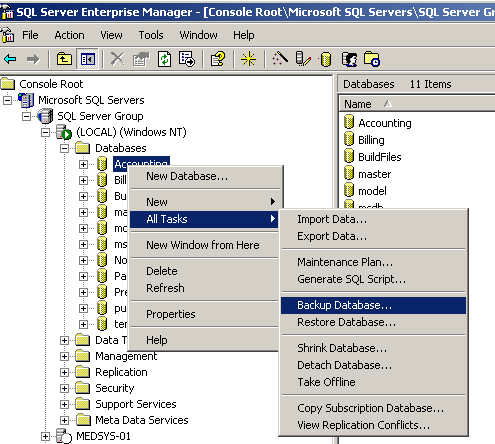 SQL Server Enterprise Manager - [Console Root\Microsoft SQL Servers\SQL Server Gr
File Action View Tools Window Help
Console Root
Microsoft SQL Servers
SQL Server Group
(LOCAL) (Windows NT)
Databases
Accounting
Bil
Bu
ma
mo
ms
No
Pa
Pre
pu
ter
Data T
Management
Replication
Security
Support Services
Meta Data Services
MEDSYS-01
Databases 11 Items
Name
Accounting
Billing
BuildFiles
master
model
msdb
New Database...
New
All Tasks
New Window from Here
Delete
Refresh
Properties
Help
Import Data...
Export Data...
Maintenance Plan...
Generate SQL Script...
Backup Database...
Restore Database...
Shrink Database...
Detach Database...
Take Offline
Copy Subscription Database...
View Replication Conflicts...